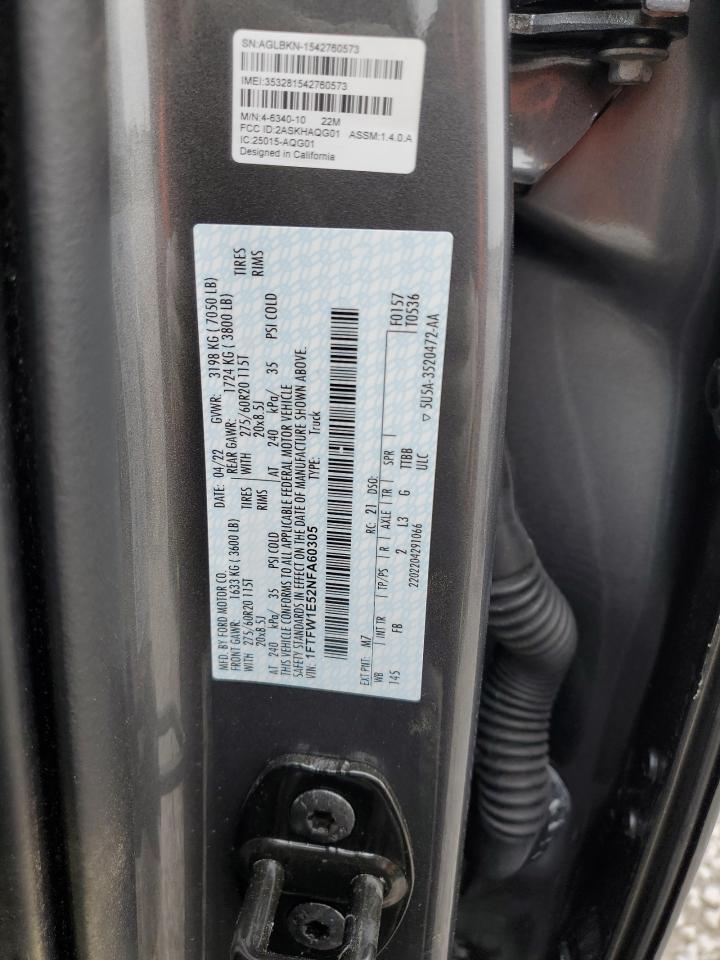 SN:AGLBKN-1542760573
IMEI:353281542760573
M/N:4-6340-10 22M
FCC ID:2ASKHAQG01 ASSM:1.4.0.A
IC:25015-AQG01
Designed in California
MFD. BY FORD MOTOR CO.
DATE: 04/22 GVWR: 3198 KG ( 7050 LB)
FRONT GAWR: 1633 KG ( 3600 LB) REAR GAWR: 1724 KG ( 3800 LB)
WITH 275/60R20 115T TIRES WITH 275/60R20 115T TIRES
20x8.5J RIMS 20x8.5J RIMS
AT 240 kPa/ 35 PSI COLD AT 240 kPa/ 35 PSI COLD
THIS VEHICLE CONFORMS TO ALL APPLICABLE FEDERAL MOTOR VEHICLE
SAFETY STANDARDS IN EFFECT ON THE DATE OF MANUFACTURE SHOWN ABOVE.
VIN: 1FTFW1E52NFA60305 TYPE: Truck
EXT PNT: M7 RC: 21 DSO: F0157
T0536
WB INT TR TP/PS R AXLE TR SPR
145 FB 2 L3 G TTBB
2202204291066 ULC
▽ 5U5A-3520472-AA